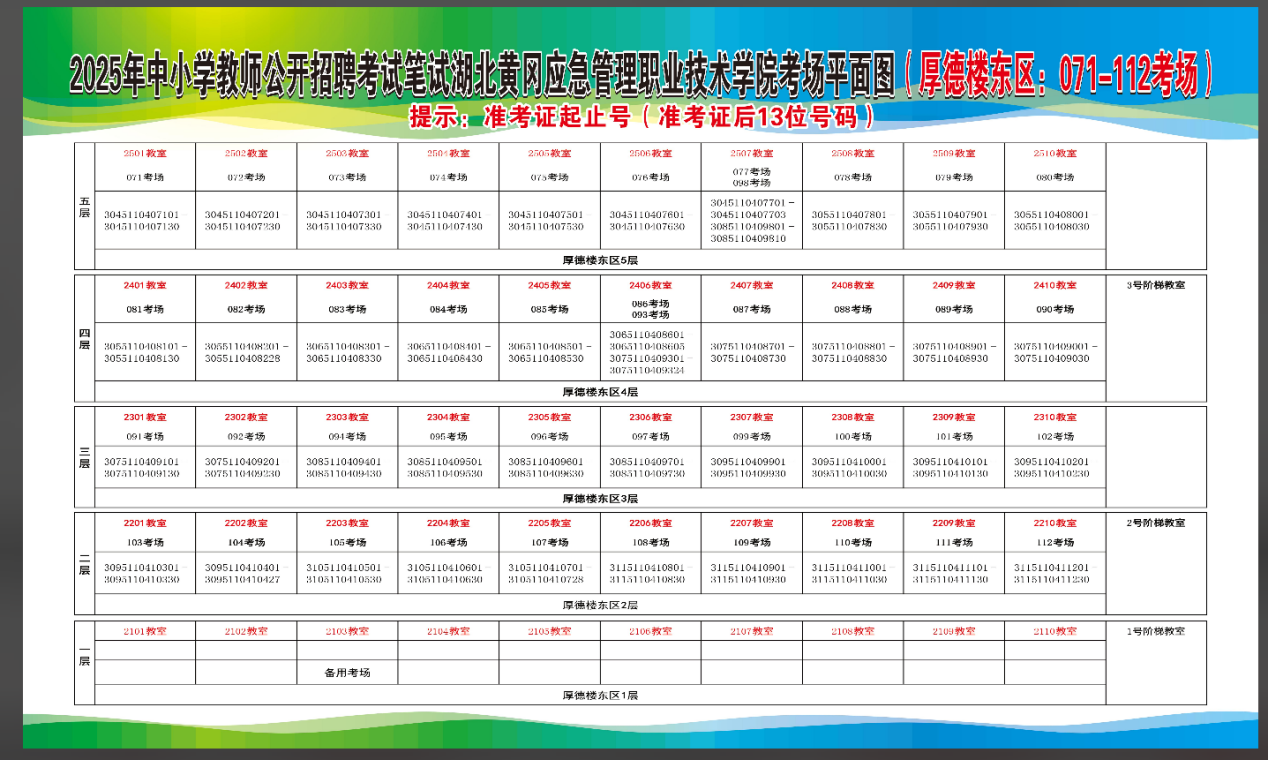 2025年中小学教师公开招聘考试笔试湖北黄冈应急管理职业技术学院考场平面图（厚德楼东区：071-112考场）
提示：准考证起止号（准考证后13位号码）
五层
2501教室 2502教室 2503教室 2504教室 2505教室 2506教室 2507教室 2508教室 2509教室 2510教室
071考场 072考场 073考场 074考场 075考场 076考场 077考场 098考场 078考场 079考场 080考场
3045110407101- 3045110407130
3045110407201- 3045110407230
3045110407301- 3045110407330
3045110407401- 3045110407430
3045110407501- 3045110407530
3045110407601- 3045110407630
3045110407701- 3045110407703 3085110409801- 3085110409810
3055110407801- 3055110407830
3055110407901- 3055110407930
3055110408001- 3055110408030
厚德楼东区5层
四层
2401教室 2402教室 2403教室 2404教室 2405教室 2406教室 2407教室 2408教室 2409教室 2410教室 3号阶梯教室
081考场 082考场 083考场 084考场 085考场 086考场 093考场 087考场 088考场 089考场 090考场
3055110408101- 3055110408130
3055110408201- 3055110408228
3065110408301- 3065110408330
3065110408401- 3065110408430
3065110408501- 3065110408530
3065110408601 3065110408605 3075110409301- 3075110409324
3075110408701- 3075110408730
3075110408801- 3075110408830
3075110408901- 3075110408930
3075110409001- 3075110409030
厚德楼东区4层
三层
2301教室 2302教室 2303教室 2304教室 2305教室 2306教室 2307教室 2308教室 2309教室 2310教室
091考场 092考场 094考场 095考场 096考场 097考场 099考场 100考场 101考场 102考场
3075110409101 3075110409130
3075110409201 3075110409230
3085110409401 3085110409430
3085110409501 3085110409530
3085110409601 3085110409630
3085110409701 3085110409730
3095110409901 3095110409930
3095110410001 3095110410030
3095110410101 3095110410130
3095110410201 3095110410230
厚德楼东区3层
二层
2201教室 2202教室 2203教室 2204教室 2205教室 2206教室 2207教室 2208教室 2209教室 2210教室 2号阶梯教室
103考场 104考场 105考场 106考场 107考场 108考场 109考场 110考场 111考场 112考场
3095110410301- 3095110410330
3095110410401- 3095110410427
3105110410501- 3105110410530
3105110410601- 3105110410630
3105110410701- 3105110410728
3115110410801- 3115110410830
3115110410901- 3115110410930
3115110411001- 3115110411030
3115110411101- 3115110411130
3115110411201- 3115110411230
厚德楼东区2层
一层
2101教室 2102教室 2103教室 2104教室 2105教室 2106教室 2107教室 2108教室 2109教室 2110教室 1号阶梯教室
备用考场
厚德楼东区1层